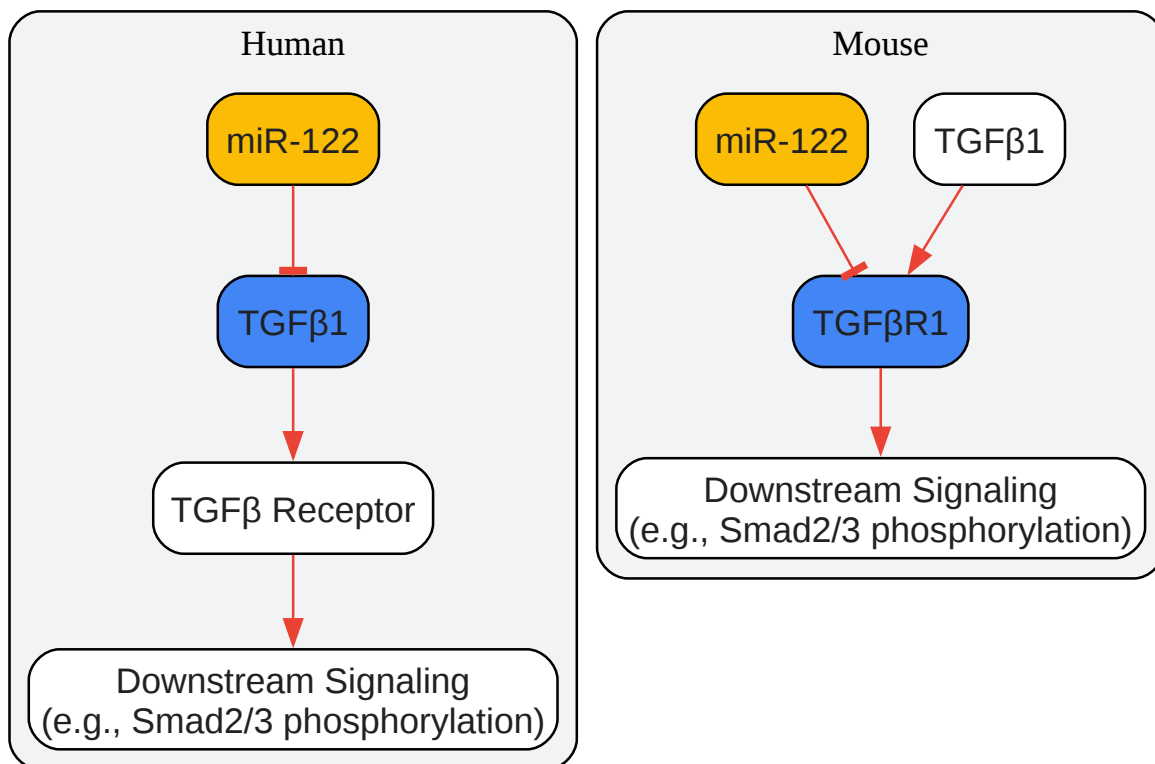 Human
miR-122
TGFβ1
TGFβ Receptor
Downstream Signaling
(e.g., Smad2/3 phosphorylation)
Mouse
miR-122
TGFβ1
TGFβR1
Downstream Signaling
(e.g., Smad2/3 phosphorylation)